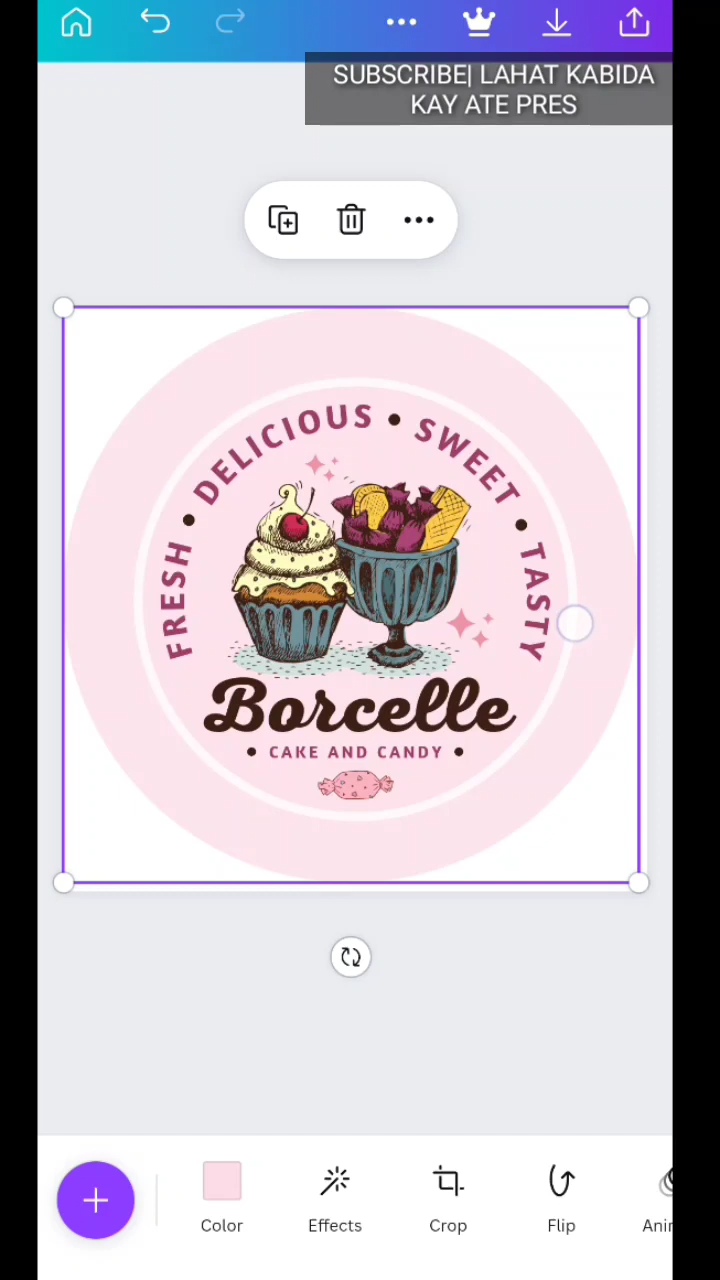 SUBSCRIBE| LAHAT KABIDA
KAY ATE PRES
FRESH • DELICIOUS • SWEET • TASTY
Borcelle
• CAKE AND CANDY •
Color
Effects
Crop
Flip